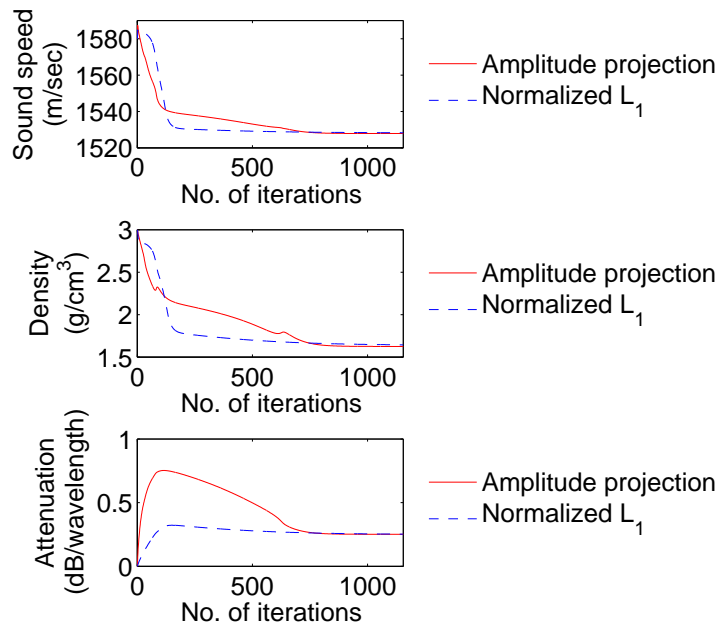 Sound speed
(m/sec)
1580
1560
1540
1520
0
500
1000
No. of iterations
Amplitude projection
Normalized L1
Density
(g/cm3)
3
2.5
2
1.5
0
500
1000
No. of iterations
Amplitude projection
Normalized L1
Attenuation
(dB/wavelength)
1
0.5
0
0
500
1000
No. of iterations
Amplitude projection
Normalized L1